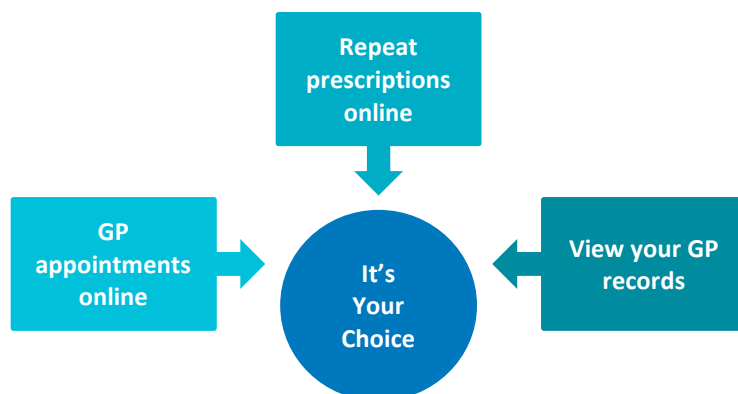 Repeat
prescriptions
online
GP
appointments
online
It’s
Your
Choice
View your GP
records